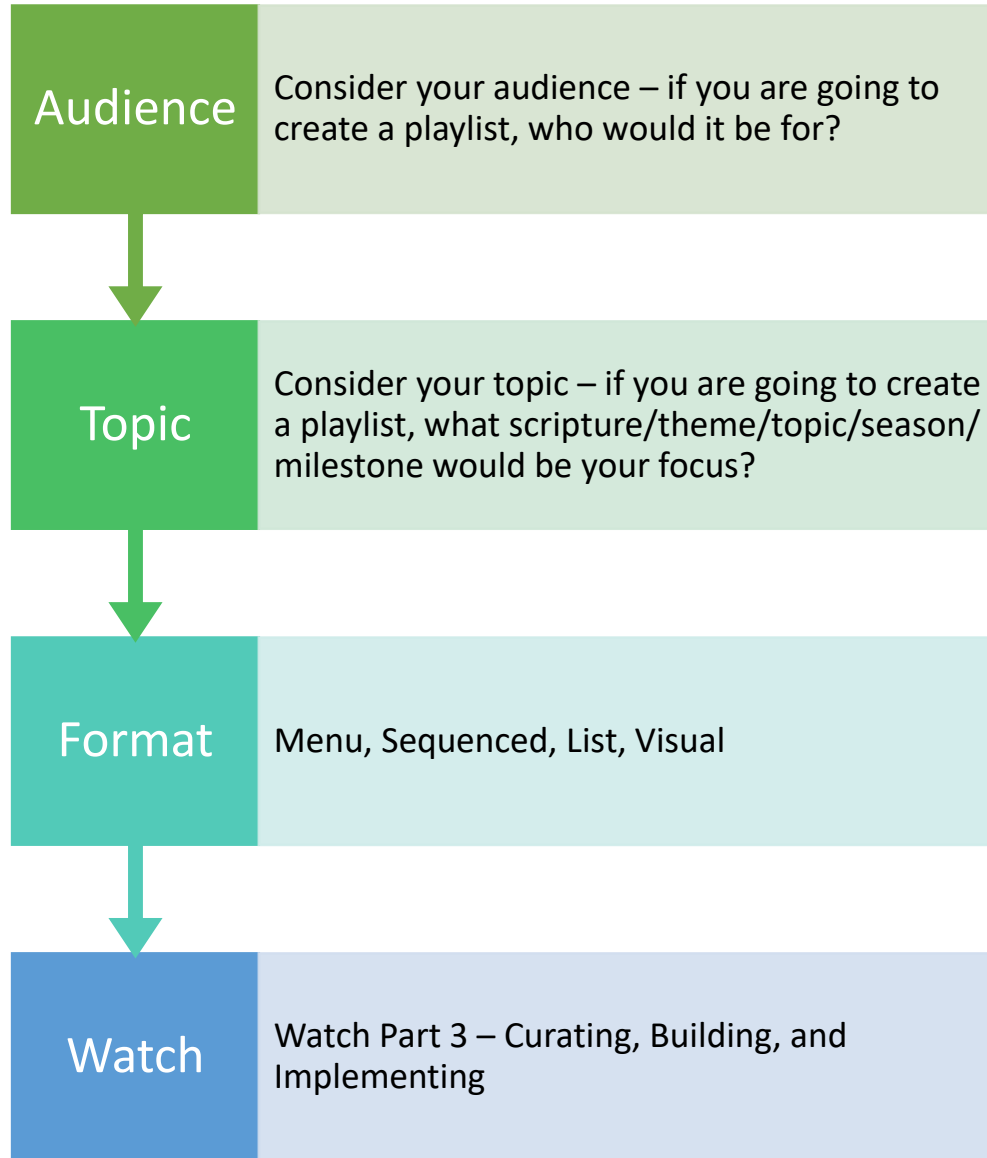 Audience
Consider your audience – if you are going to
create a playlist, who would it be for?
Topic
Consider your topic – if you are going to create
a playlist, what scripture/theme/topic/season/
milestone would be your focus?
Format
Menu, Sequenced, List, Visual
Watch
Watch Part 3 – Curating, Building, and
Implementing